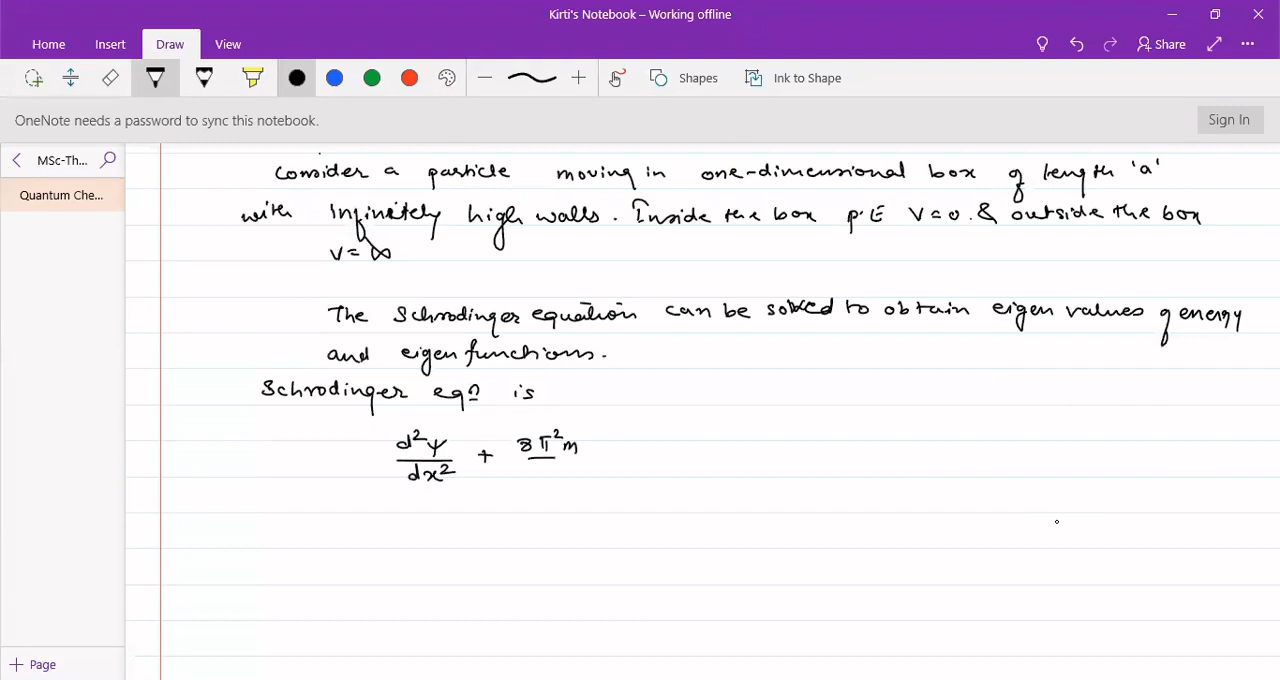 Kirti's Notebook – Working offline
Home Insert Draw View
Share
Shapes Ink to Shape
OneNote needs a password to sync this notebook.
Sign In
MSc-Th...
Quantum Che...
Consider a particle moving in one-dimensional box of length 'a'
with Infinitely high walls. Inside the box p.E V=0. & outside the box
V= ∞
The Schrodinger equation can be solved to obtain eigen values of energy
and eigen functions.
Schrodinger eqn is
d²ψ/dx² + 8π²m
+ Page